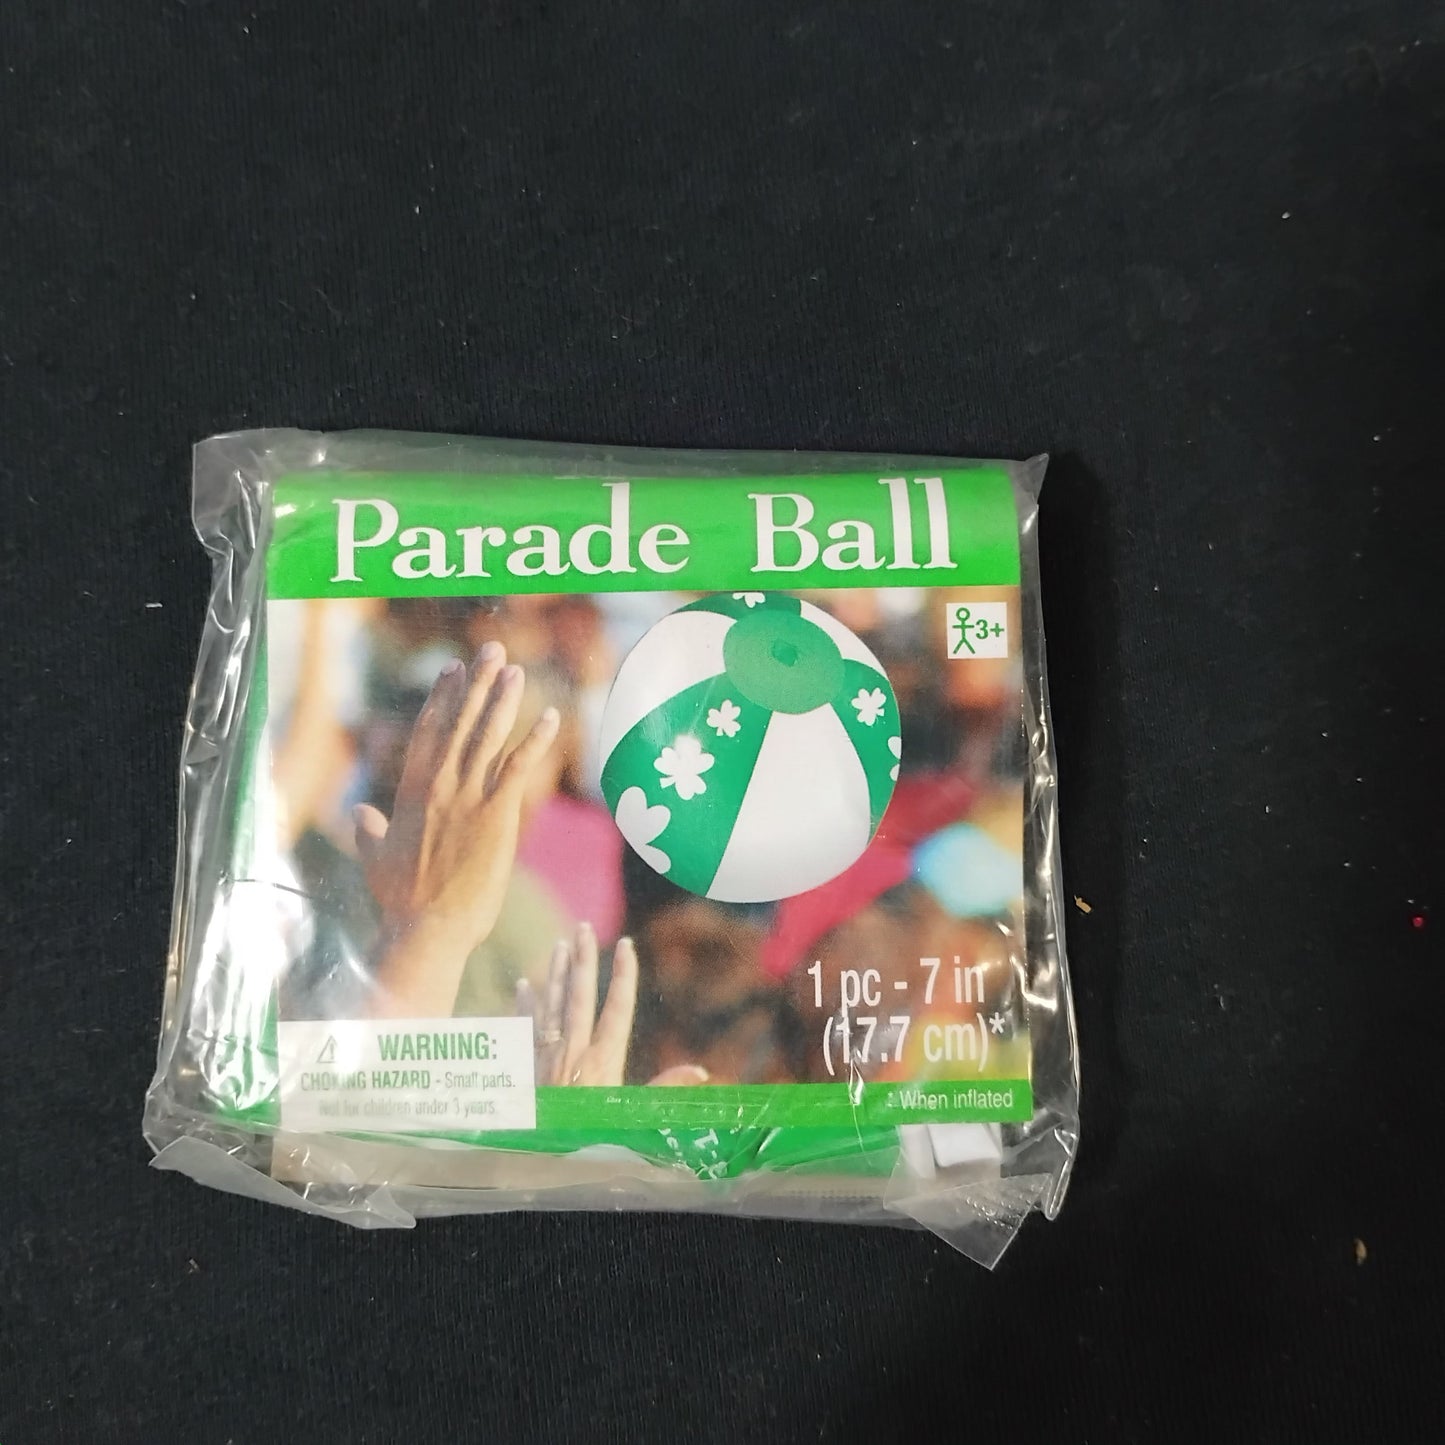 Parade Ball
3+
1 pc - 7 in
(17.7 cm)*
WARNING:
CHOKING HAZARD - Small parts.
Not for children under 3 years.
* When inflated